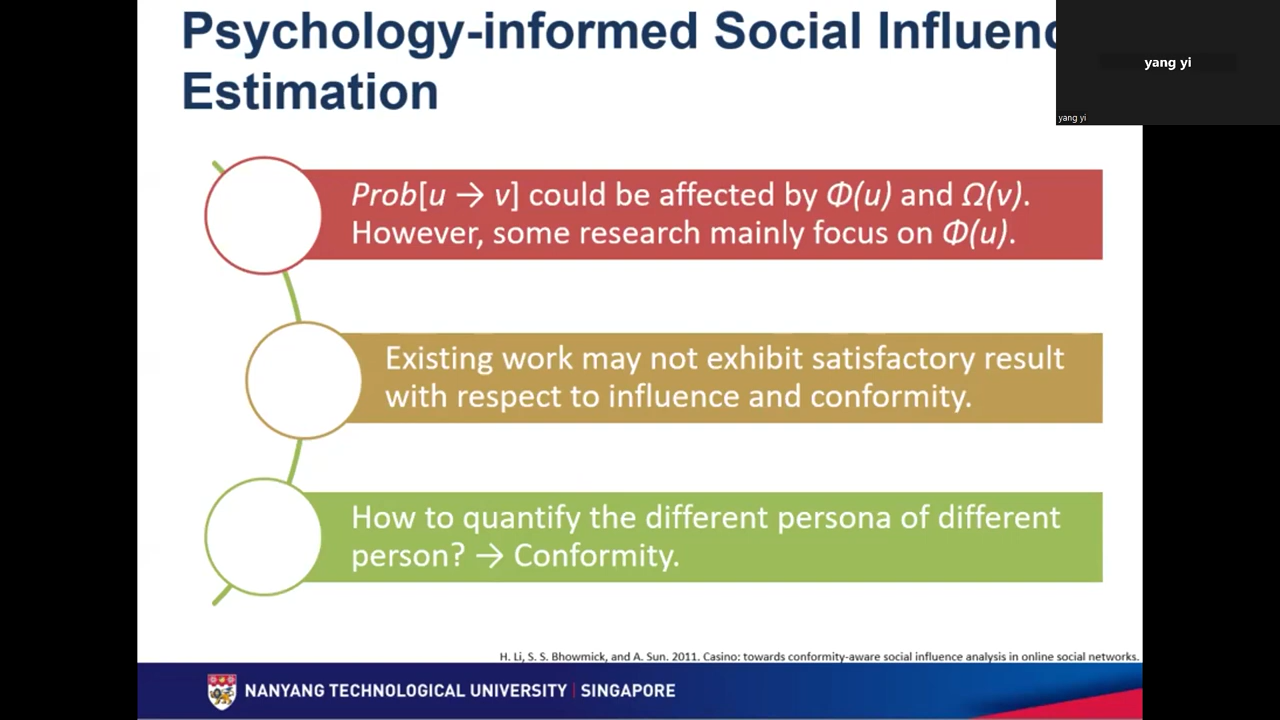 Psychology-informed Social Influenc
Estimation
yang yi
yang yi
Prob[u → v] could be affected by Φ(u) and Ω(v).
However, some research mainly focus on Φ(u).
Existing work may not exhibit satisfactory result
with respect to influence and conformity.
How to quantify the different persona of different
person? → Conformity.
H. Li, S. S. Bhowmick, and A. Sun. 2011. Casino: towards conformity-aware social influence analysis in online social networks.
NANYANG TECHNOLOGICAL UNIVERSITY | SINGAPORE